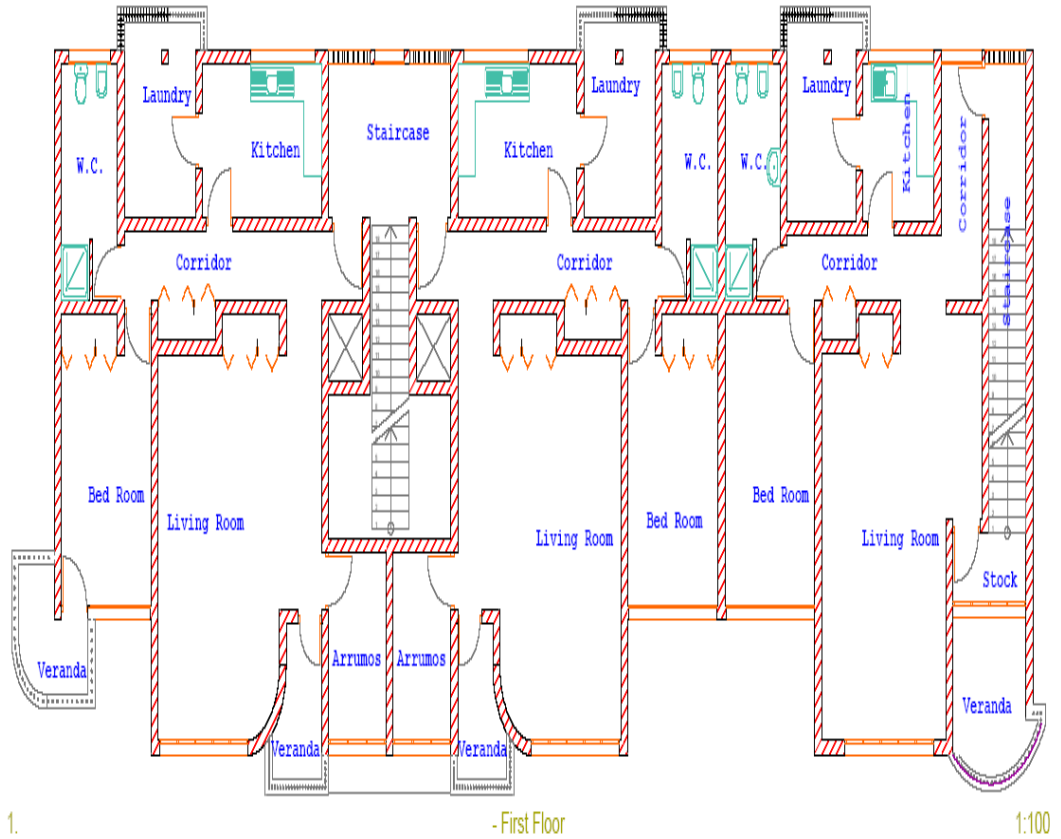 Laundry
Laundry
Laundry
Staircase
Kitchen
Kitchen
Kitchen
Corridor
W.C.
W.C.
W.C.
Staircase
Corridor
Corridor
Corridor
Bed Room
Bed Room
Living Room
Bed Room
Living Room
Living Room
Stock
Veranda
Arrumos
Arrumos
Veranda
Veranda
Veranda
1.
- First Floor
1:100